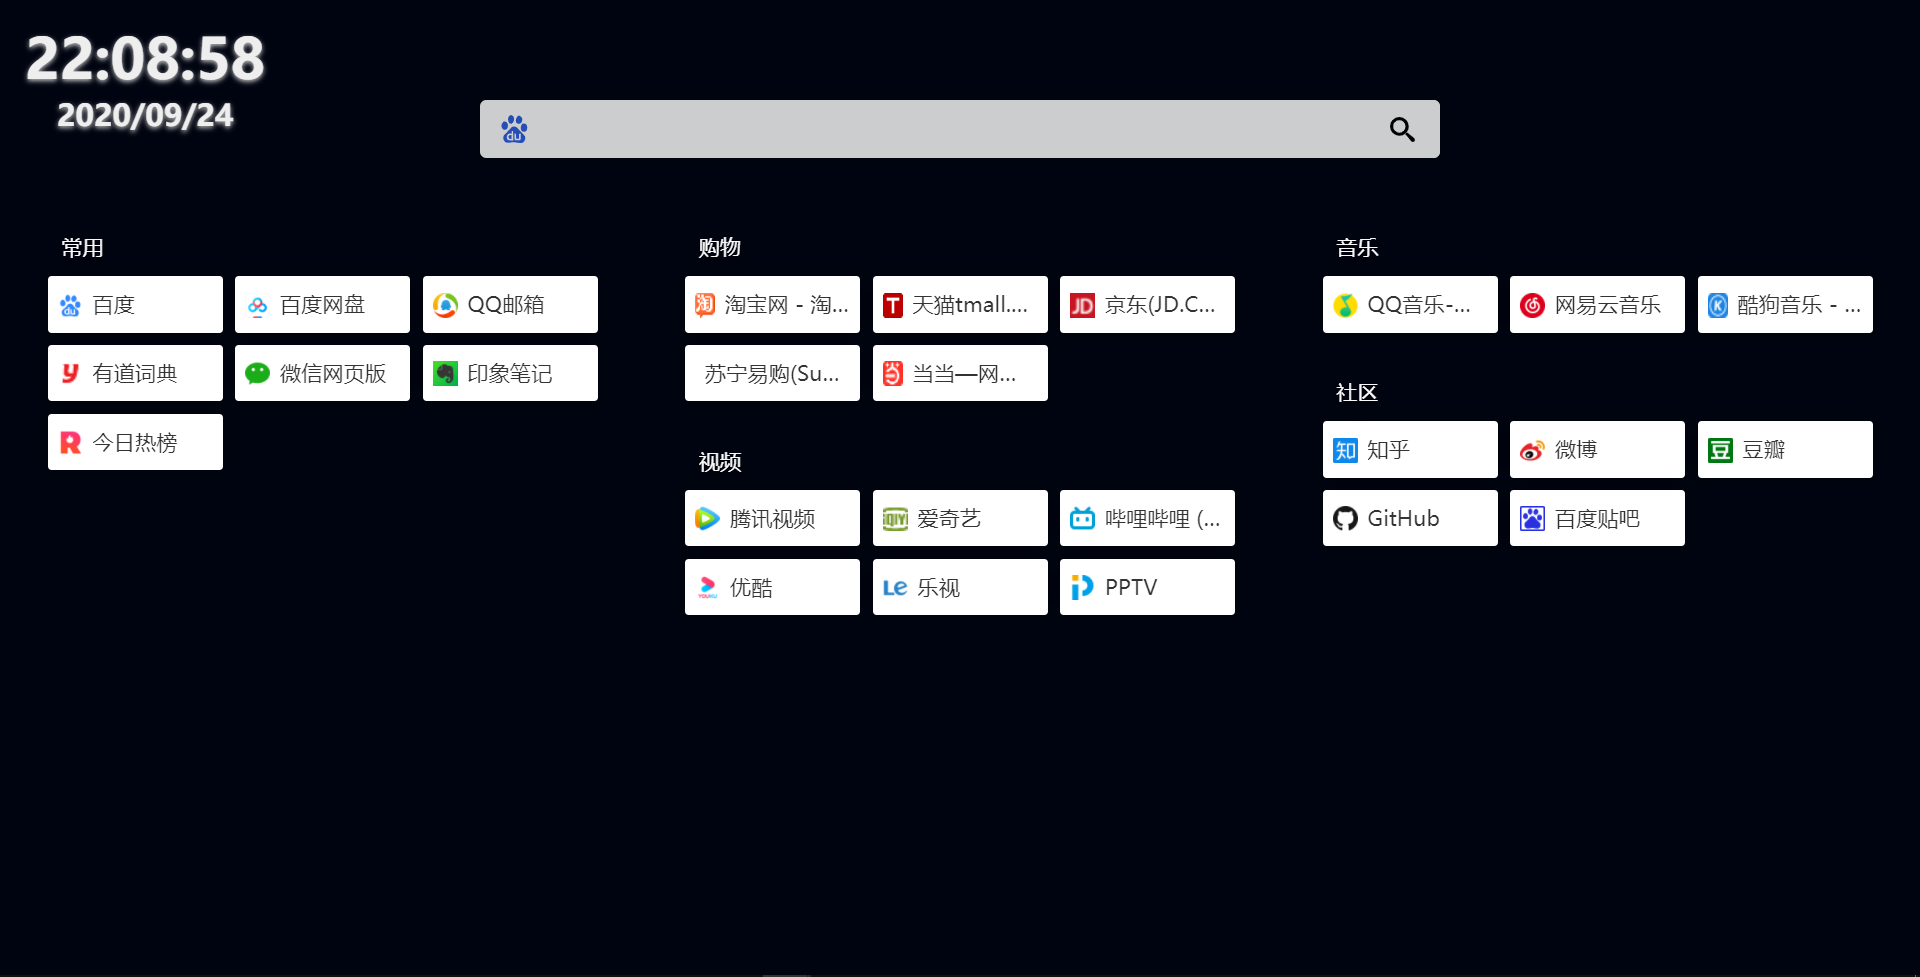 22:08:58
2020/09/24
du
常用
百度
百度网盘
QQ邮箱
有道词典
微信网页版
印象笔记
今日热榜
购物
淘宝网 - 淘...
天猫tmall....
京东(JD.C...
苏宁易购(Su...
当当—网...
视频
腾讯视频
爱奇艺
哔哩哔哩 (...
优酷
乐视
PPTV
音乐
QQ音乐-...
网易云音乐
酷狗音乐 - ...
社区
知乎
微博
豆瓣
GitHub
百度贴吧